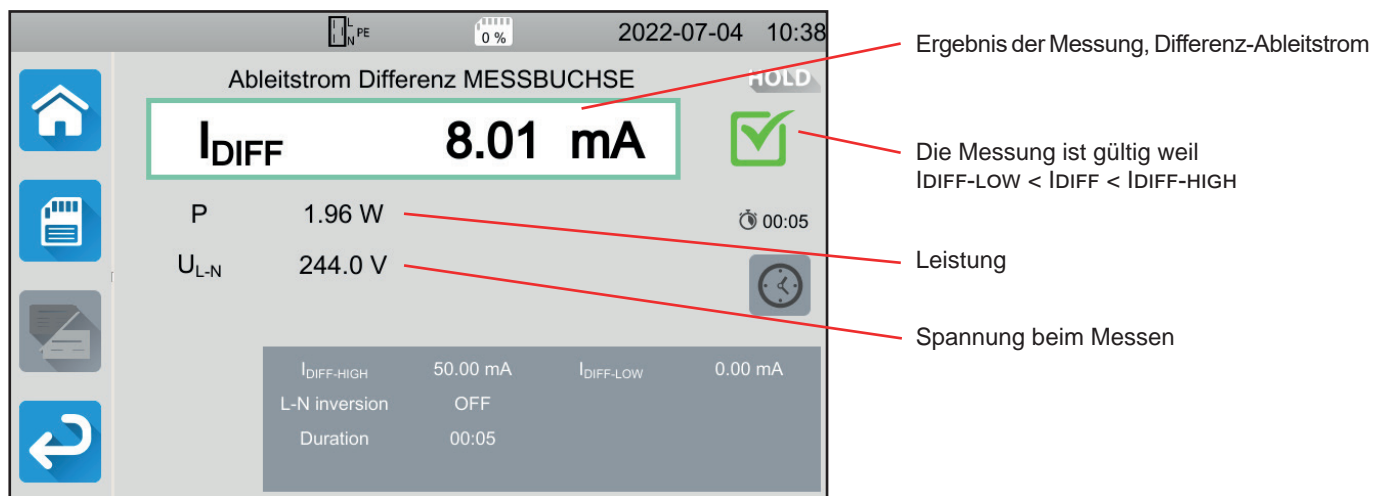 L
N PE
0 %
2022-07-04 10:38
Ableitstrom Differenz MESSBUCHSE
HOLD
IDIFF 8.01 mA
P 1.96 W
00:05
UL-N 244.0 V
IDIFF-HIGH 50.00 mA IDIFF-LOW 0.00 mA
L-N inversion OFF
Duration 00:05
Ergebnis der Messung, Differenz-Ableitstrom
Die Messung ist gültig weil
IDIFF-LOW < IDIFF < IDIFF-HIGH
Leistung
Spannung beim Messen